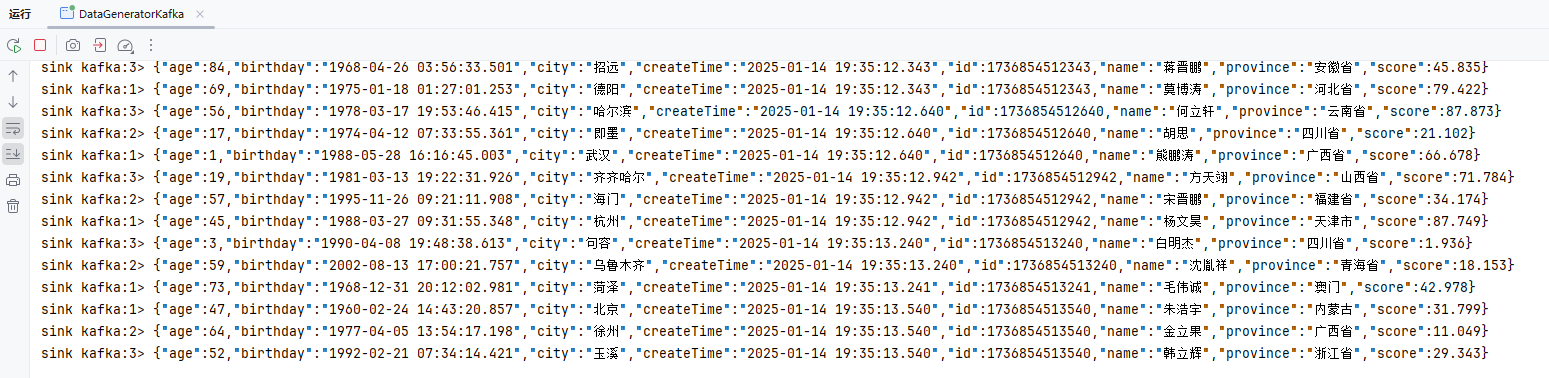 运行 DataGeneratorKafka
sink kafka:3> {"age":84,"birthday":"1968-04-26 03:56:33.501","city":"招远","createTime":"2025-01-14 19:35:12.343","id":1736854512343,"name":"蒋晋鹏","province":"安徽省","score":45.835}
sink kafka:1> {"age":69,"birthday":"1975-01-18 01:27:01.253","city":"德阳","createTime":"2025-01-14 19:35:12.343","id":1736854512343,"name":"莫博涛","province":"河北省","score":79.422}
sink kafka:3> {"age":56,"birthday":"1978-03-17 19:53:46.415","city":"哈尔滨","createTime":"2025-01-14 19:35:12.640","id":1736854512640,"name":"何立轩","province":"云南省","score":87.873}
sink kafka:2> {"age":17,"birthday":"1974-04-12 07:33:55.361","city":"即墨","createTime":"2025-01-14 19:35:12.640","id":1736854512640,"name":"胡思","province":"四川省","score":21.102}
sink kafka:1> {"age":1,"birthday":"1988-05-28 16:16:45.003","city":"武汉","createTime":"2025-01-14 19:35:12.640","id":1736854512640,"name":"熊鹏涛","province":"广西省","score":66.678}
sink kafka:3> {"age":19,"birthday":"1981-03-13 19:22:31.926","city":"齐齐哈尔","createTime":"2025-01-14 19:35:12.942","id":1736854512942,"name":"方天翊","province":"山西省","score":71.784}
sink kafka:2> {"age":57,"birthday":"1995-11-26 09:21:11.908","city":"海门","createTime":"2025-01-14 19:35:12.942","id":1736854512942,"name":"宋晋鹏","province":"福建省","score":34.174}
sink kafka:1> {"age":45,"birthday":"1988-03-27 09:31:55.348","city":"杭州","createTime":"2025-01-14 19:35:12.942","id":1736854512942,"name":"杨文昊","province":"天津市","score":87.749}
sink kafka:3> {"age":3,"birthday":"1990-04-08 19:48:38.613","city":"句容","createTime":"2025-01-14 19:35:13.240","id":1736854513240,"name":"白明杰","province":"四川省","score":1.936}
sink kafka:2> {"age":59,"birthday":"2002-08-13 17:00:21.757","city":"乌鲁木齐","createTime":"2025-01-14 19:35:13.240","id":1736854513240,"name":"沈胤祥","province":"青海省","score":18.153}
sink kafka:1> {"age":73,"birthday":"1968-12-31 20:12:02.981","city":"菏泽","createTime":"2025-01-14 19:35:13.241","id":1736854513241,"name":"毛伟诚","province":"澳门","score":42.978}
sink kafka:1> {"age":47,"birthday":"1960-02-24 14:43:20.857","city":"北京","createTime":"2025-01-14 19:35:13.540","id":1736854513540,"name":"朱浩宇","province":"内蒙古","score":31.799}
sink kafka:2> {"age":64,"birthday":"1977-04-05 13:54:17.198","city":"徐州","createTime":"2025-01-14 19:35:13.540","id":1736854513540,"name":"金立果","province":"广西省","score":11.049}
sink kafka:3> {"age":52,"birthday":"1992-02-21 07:34:14.421","city":"玉溪","createTime":"2025-01-14 19:35:13.540","id":1736854513540,"name":"韩立辉","province":"浙江省","score":29.343}